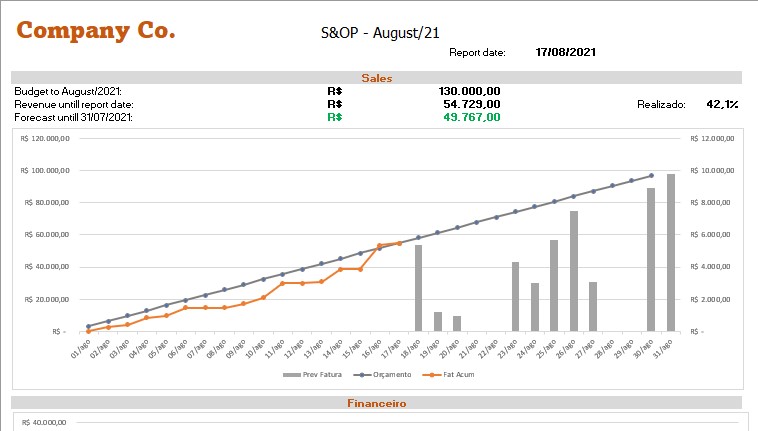 Company Co.
S&OP - August/21
Report date: 17/08/2021
Sales
Budget to August/2021: R$ 130.000,00
Revenue untill report date: R$ 54.729,00 Realizado: 42,1%
Forecast untill 31/07/2021: R$ 49.767,00
R$ 120.000,00 R$ 12.000,00
R$ 100.000,00 R$ 10.000,00
R$ 80.000,00 R$ 8.000,00
R$ 60.000,00 R$ 6.000,00
R$ 40.000,00 R$ 4.000,00
R$ 20.000,00 R$ 2.000,00
R$ - R$ -
01/ago 02/ago 03/ago 04/ago 05/ago 06/ago 07/ago 08/ago 09/ago 10/ago 11/ago 12/ago 13/ago 14/ago 15/ago 16/ago 17/ago 18/ago 19/ago 20/ago 21/ago 22/ago 23/ago 24/ago 25/ago 26/ago 27/ago 28/ago 29/ago 30/ago 31/ago
Prev Fatura Orçamento Fat Acum
Financeiro
R$ 40.000,00